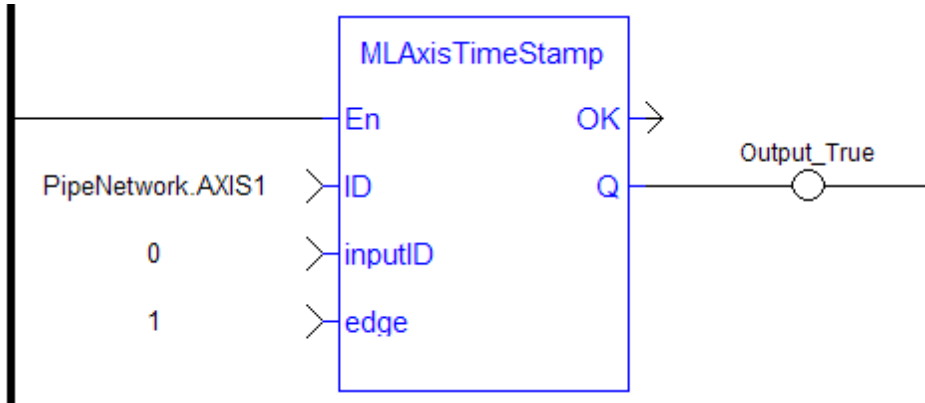 MLAxisTimeStamp
En OK
Output_True
PipeNetwork.AXIS1 ID Q
0 inputID
1 edge